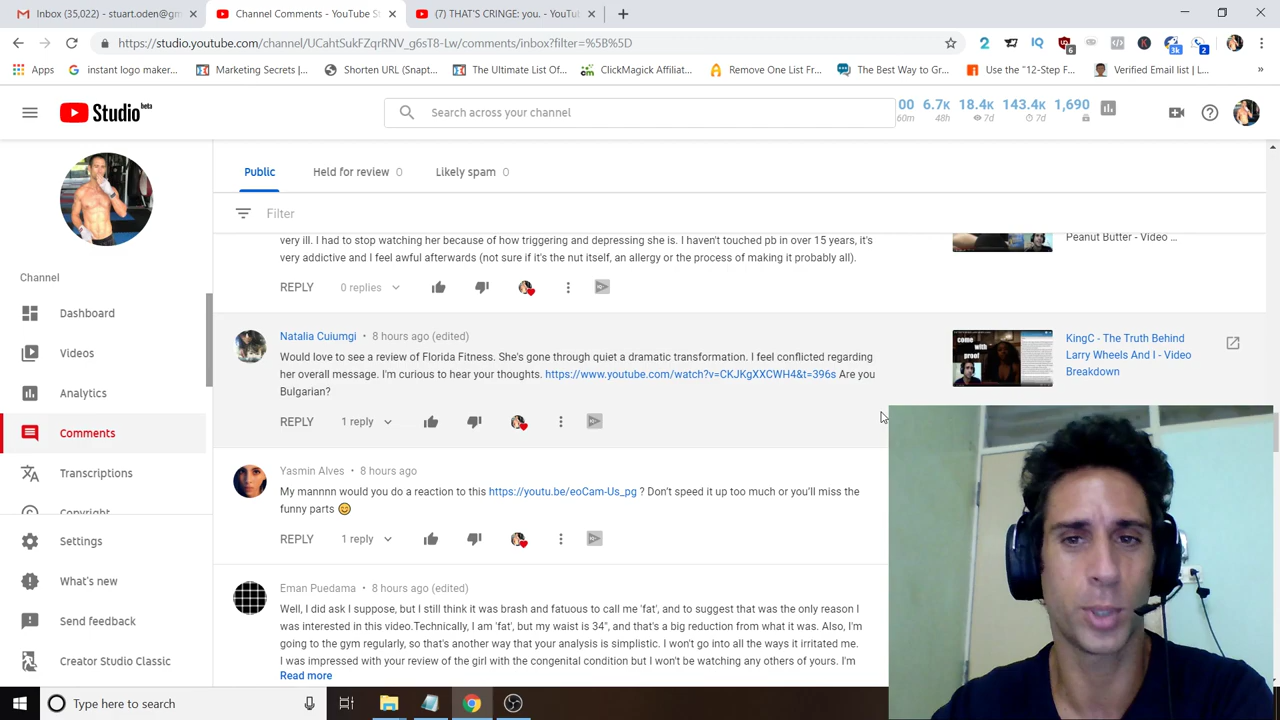 Inbox (35,022) - stuart.oden@gm
Channel Comments - YouTube S
(7) THAT'S CRINGE: you. - YouTu
https://studio.youtube.com/channel/UCahtSukFZqrRNV_g6sT8-Lw/comments/inbox?filter=%5B%5D
Apps
instant logo maker...
Marketing Secrets |...
Shorten URL (Snapt...
The Ultimate List Of...
ClickMagick Affiliat...
Remove One List Fr...
The Best Way to Gr...
Use the "12-Step F...
Verified Email list | L...
Studio beta
Search across your channel
00 6.7K 18.4K 143.4K 1,690
60m 48h 7d 7d
Public
Held for review 0
Likely spam 0
Filter
Channel
Dashboard
Videos
Analytics
Comments
Transcriptions
Copyright
Settings
What's new
Send feedback
Creator Studio Classic
very ill. I had to stop watching her because of how triggering and depressing she is. I haven't touched pb in over 15 years, it's
very addictive and I feel awful afterwards (not sure if it's the nut itself, an allergy or the process of making it probably all).
Peanut Butter - Video ...
REPLY 0 replies
Natalia Cuiumgi • 8 hours ago (edited)
Would love to see a review of Florida Fitness. She's gone through quiet a dramatic transformation. I feel conflicted regarding
her overall message. I'm curious to hear your thoughts. https://www.youtube.com/watch?v=CKJKgXXCWH4&t=396s Are you
Bulgarian?
REPLY 1 reply
come
with
proof
KingC - The Truth Behind
Larry Wheels And I - Video
Breakdown
Yasmin Alves • 8 hours ago
My mannnn would you do a reaction to this https://youtu.be/eoCam-Us_pg ? Don't speed it up too much or you'll miss the
funny parts
REPLY 1 reply
Eman Puedama • 8 hours ago (edited)
Well, I did ask I suppose, but I still think it was brash and fatuous to call me 'fat', and to suggest that was the only reason I
was interested in this video.Technically, I am 'fat', but my waist is 34", and that's a big reduction from what it was. Also, I'm
going to the gym regularly, so that's another way that your analysis is simplistic. I won't go into all the ways it irritated me.
I was impressed with your review of the girl with the congenital condition but I won't be watching any others of yours. I'm
Read more
Type here to search